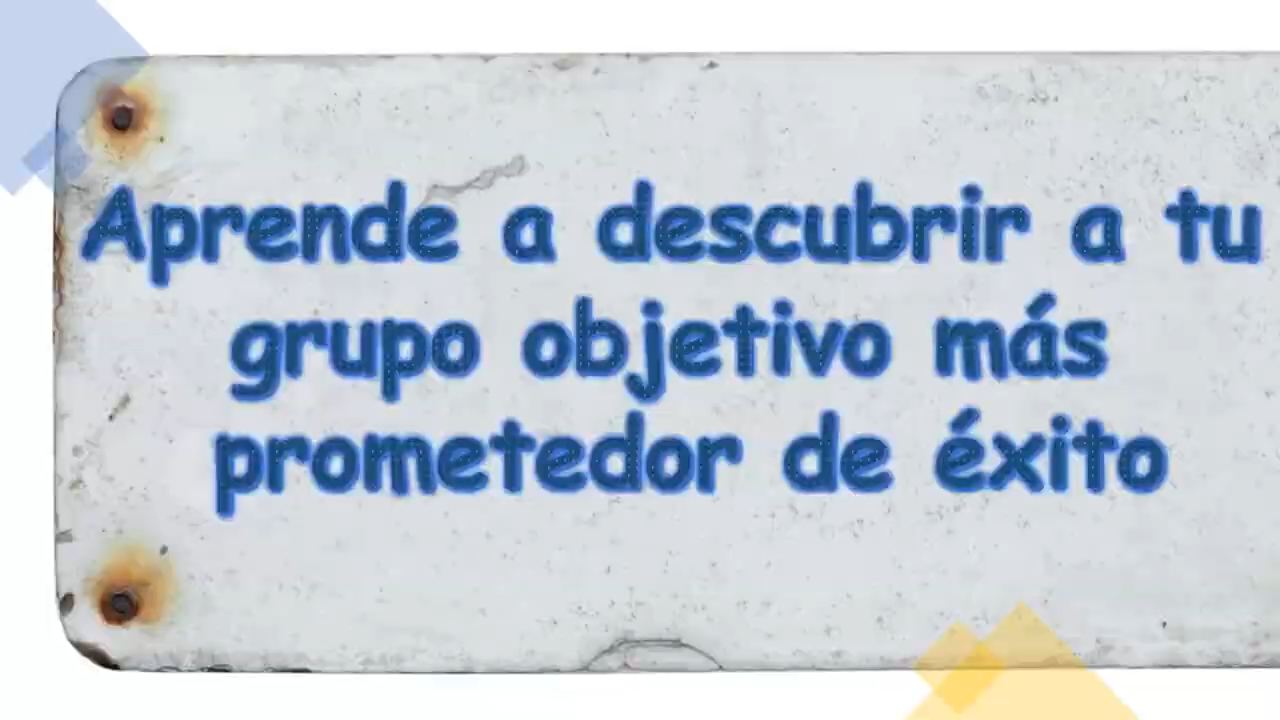 Aprende a descubrir a tu
grupo objetivo más
prometedor de éxito